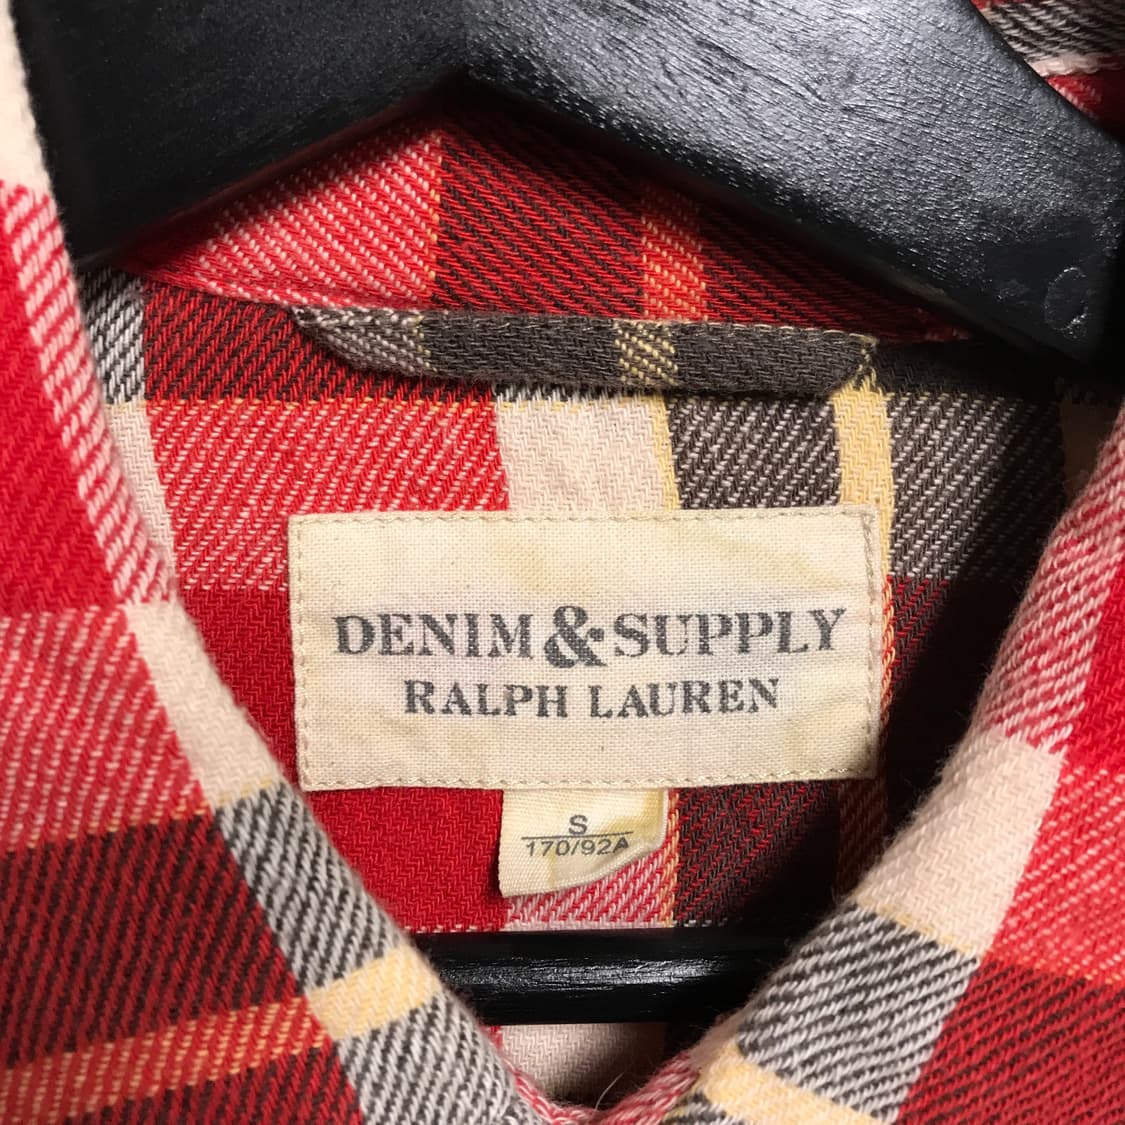 DENIM & SUPPLY
RALPH LAUREN
S
170/92A